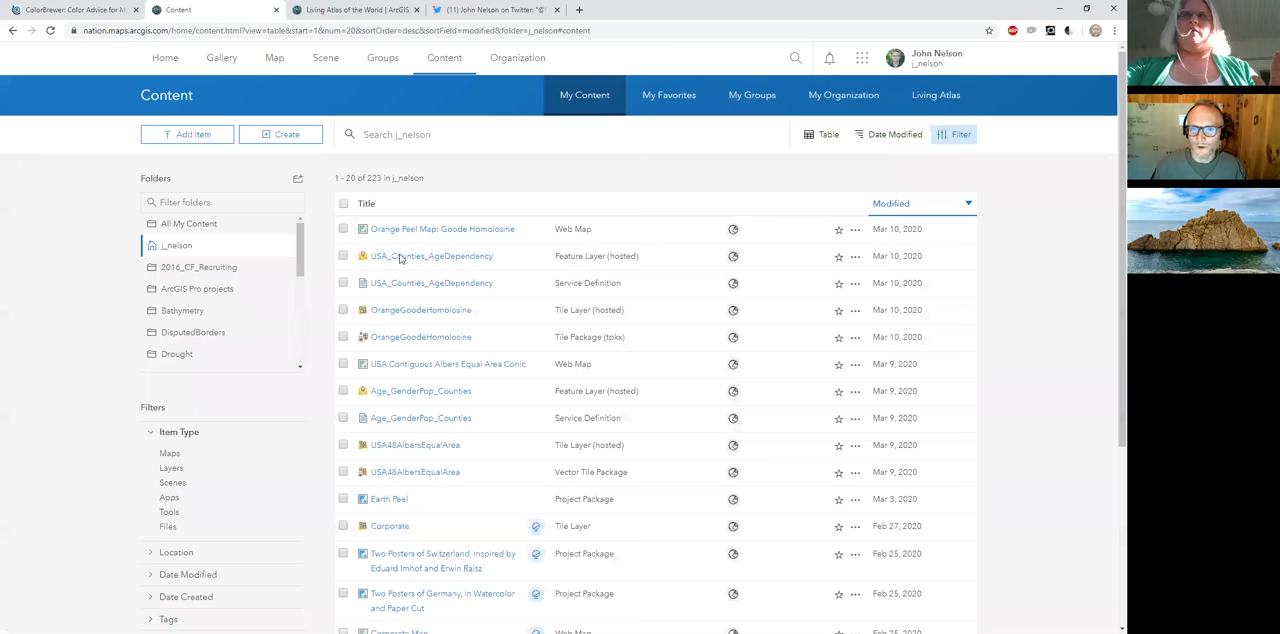 ColorBrewer: Color Advice for M
Content
Living Atlas of the World | ArcGIS
(11) John Nelson on Twitter: "@
nation.maps.arcgis.com/home/content.html?view=table&start=1&num=20&sortOrder=desc&sortField=modified&folder=j_nelson#content
Home Gallery Map Scene Groups Content Organization
John Nelson
j_nelson
Content
My Content My Favorites My Groups My Organization Living Atlas
Add Item Create Search j_nelson Table Date Modified Filter
Folders
1 - 20 of 223 in j_nelson
Filter folders
All My Content
j_nelson
2016_CF_Recruiting
ArcGIS Pro projects
Bathymetry
DisputedBorders
Drought
Filters
Item Type
Maps
Layers
Scenes
Apps
Tools
Files
Location
Date Modified
Date Created
Tags
Title Modified
Orange Peel Map: Goode Homolosine Web Map Mar 10, 2020
USA_Counties_AgeDependency Feature Layer (hosted) Mar 10, 2020
USA_Counties_AgeDependency Service Definition Mar 10, 2020
OrangeGoodeHomolosine Tile Layer (hosted) Mar 10, 2020
OrangeGoodeHomolosine Tile Package (tpkx) Mar 10, 2020
USA Contiguous Albers Equal Area Conic Web Map Mar 9, 2020
Age_GenderPop_Counties Feature Layer (hosted) Mar 9, 2020
Age_GenderPop_Counties Service Definition Mar 9, 2020
USA48AlbersEqualArea Tile Layer (hosted) Mar 9, 2020
USA48AlbersEqualArea Vector Tile Package Mar 9, 2020
Earth Peel Project Package Mar 3, 2020
Corporate Tile Layer Feb 27, 2020
Two Posters of Switzerland, inspired by Project Package Feb 25, 2020
Eduard Imhof and Erwin Raisz
Two Posters of Germany, in Watercolor Project Package Feb 25, 2020
and Paper Cut
Corporate Map Web Map